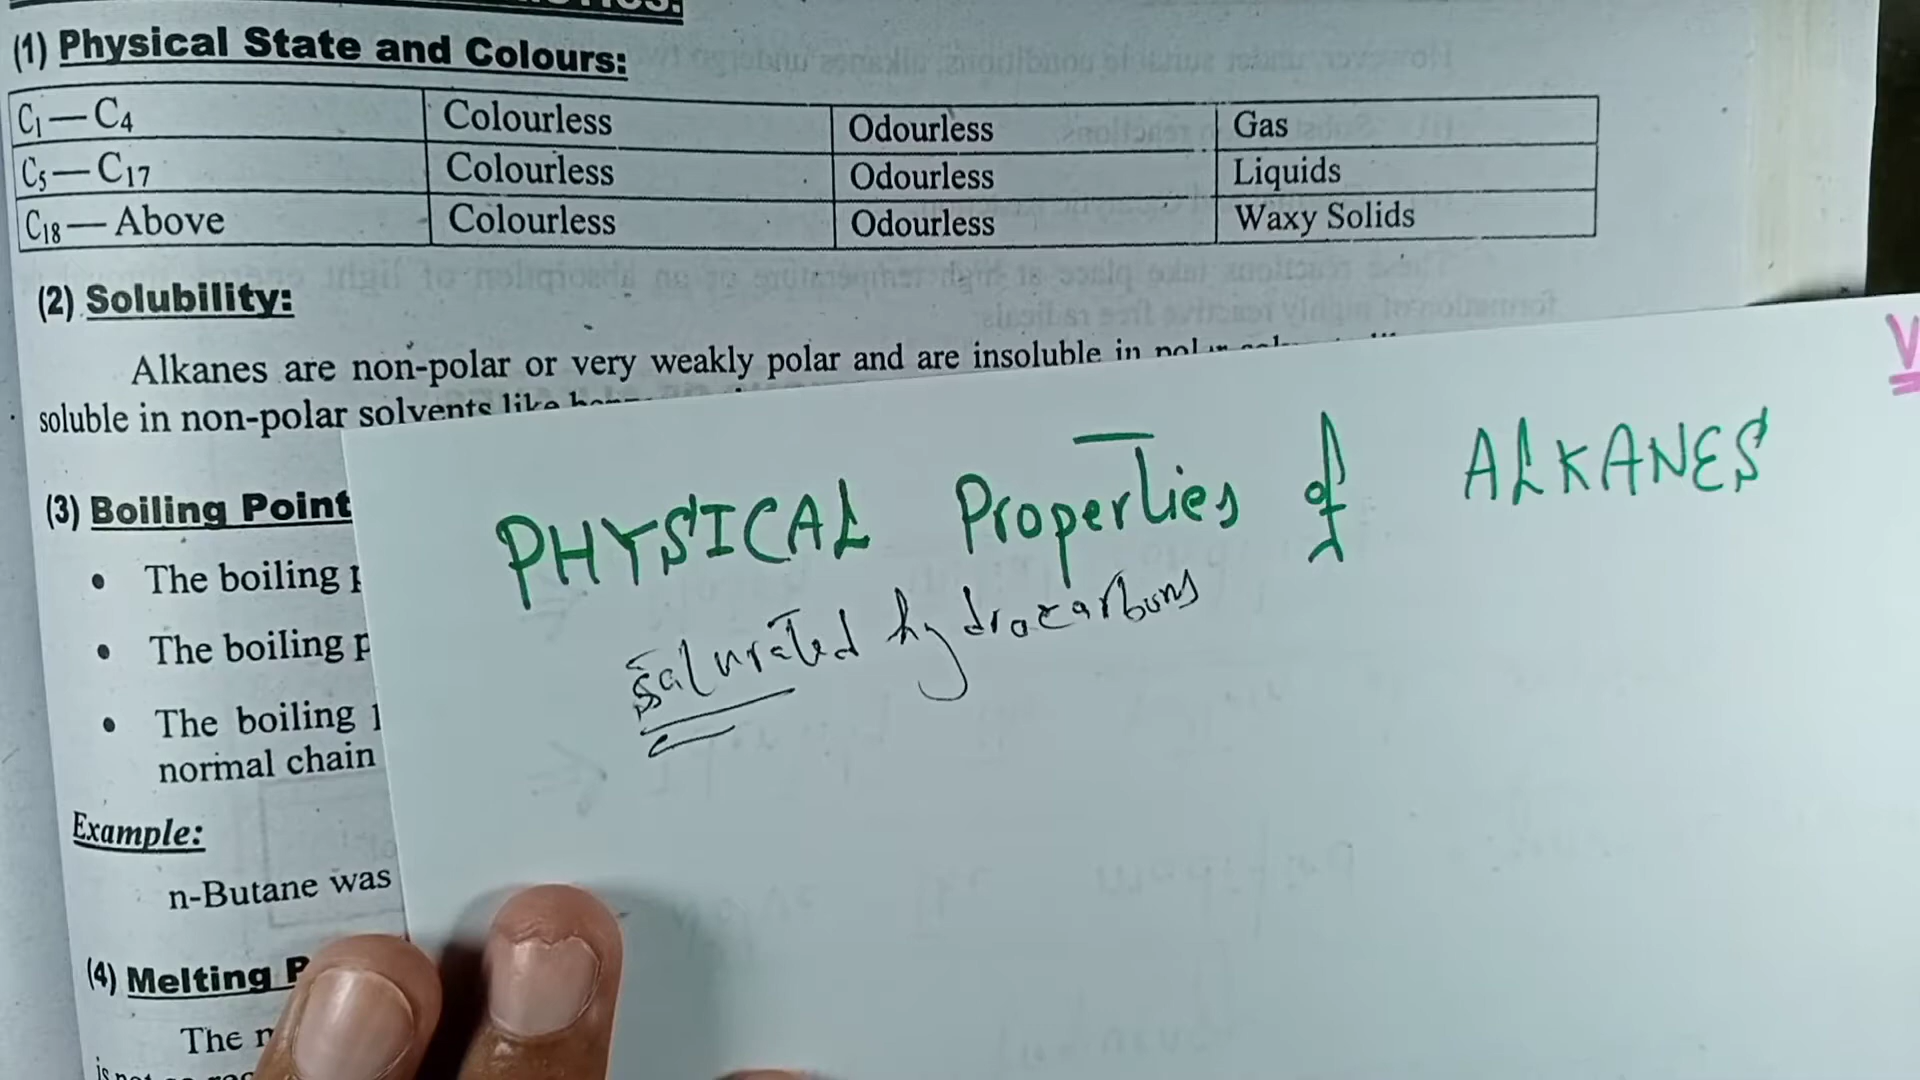 (1) Physical State and Colours:
C1 — C4 Colourless Odourless Gas
C5 — C17 Colourless Odourless Liquids
C18 — Above Colourless Odourless Waxy Solids
(2) Solubility:
Alkanes are non-polar or very weakly polar and are insoluble in
soluble in non-polar solvents like
(3) Boiling Point
• The boiling
• The boiling
• The boiling
normal chain
Example:
n-Butane was
(4) Melting
The
PHYSICAL Properties of ALKANES
saturated hydrocarbons
V